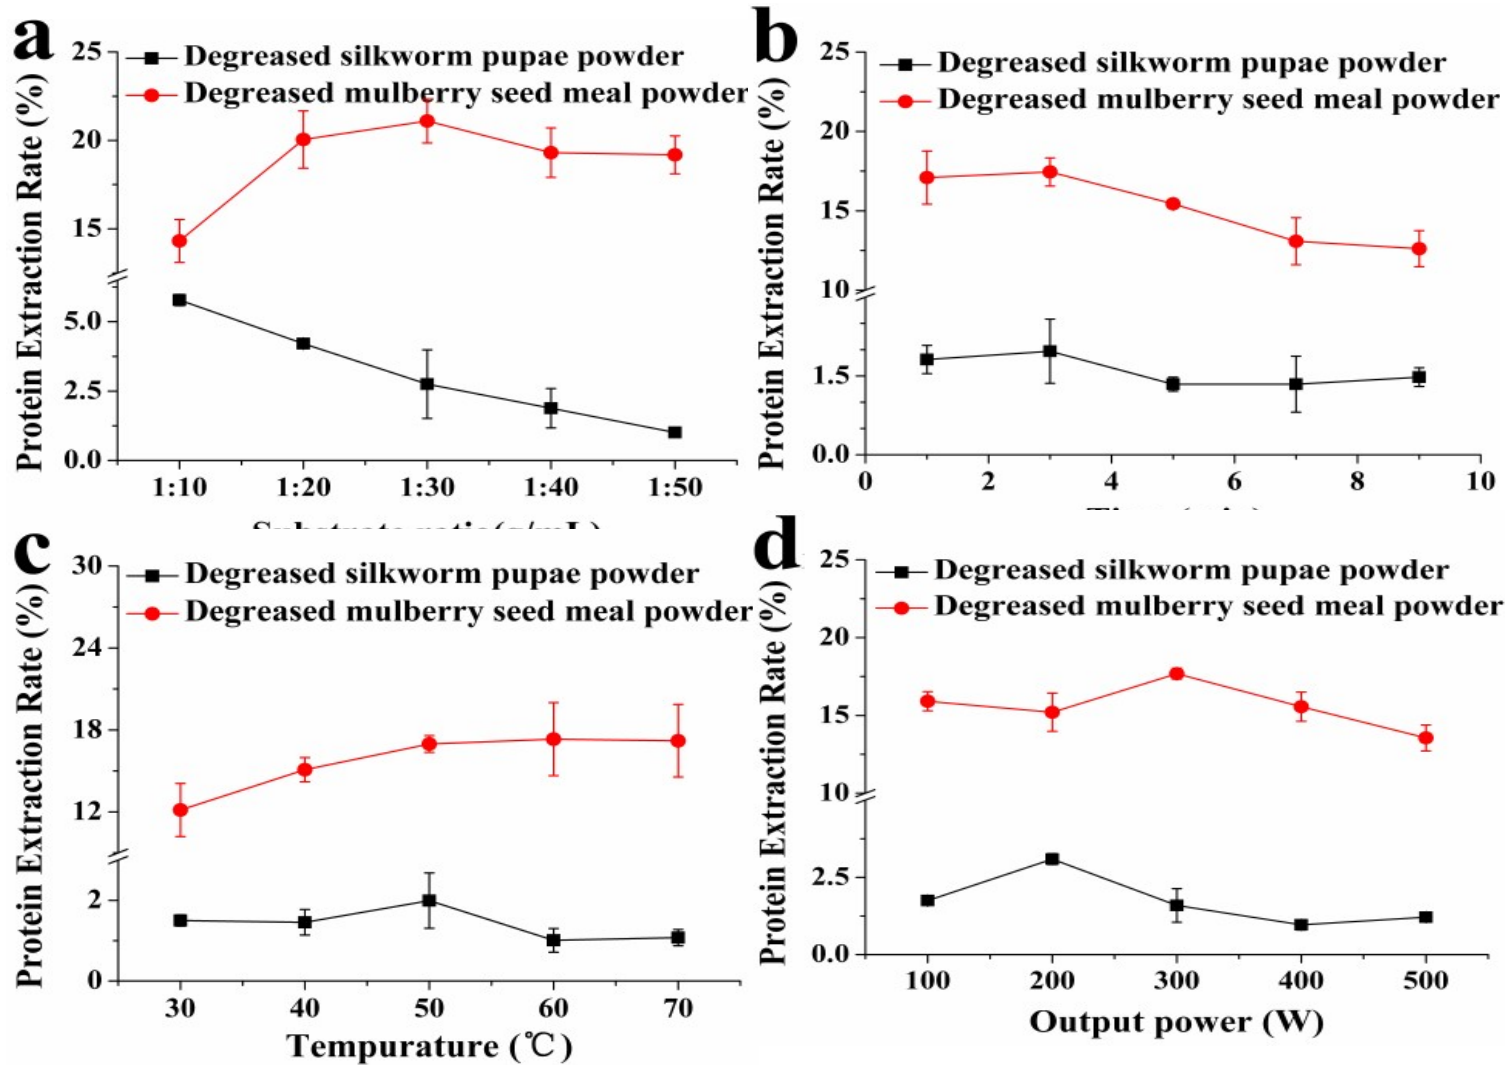 a
25
Degreased silkworm pupae powder
Degreased mulberry seed meal powder
20
15
5.0
2.5
0.0
Protein Extraction Rate (%)
1:10 1:20 1:30 1:40 1:50
Substrate ratio(g/mL)
b
25
Degreased silkworm pupae powder
Degreased mulberry seed meal powder
20
15
10
1.5
0.0
Protein Extraction Rate (%)
0 2 4 6 8 10
c
30
Degreased silkworm pupae powder
Degreased mulberry seed meal powder
24
18
12
2
0
Protein Extraction Rate (%)
30 40 50 60 70
Tempurature (℃)
d
25
Degreased silkworm pupae powder
Degreased mulberry seed meal powder
20
15
10
2.5
0.0
Protein Extraction Rate (%)
100 200 300 400 500
Output power (W)